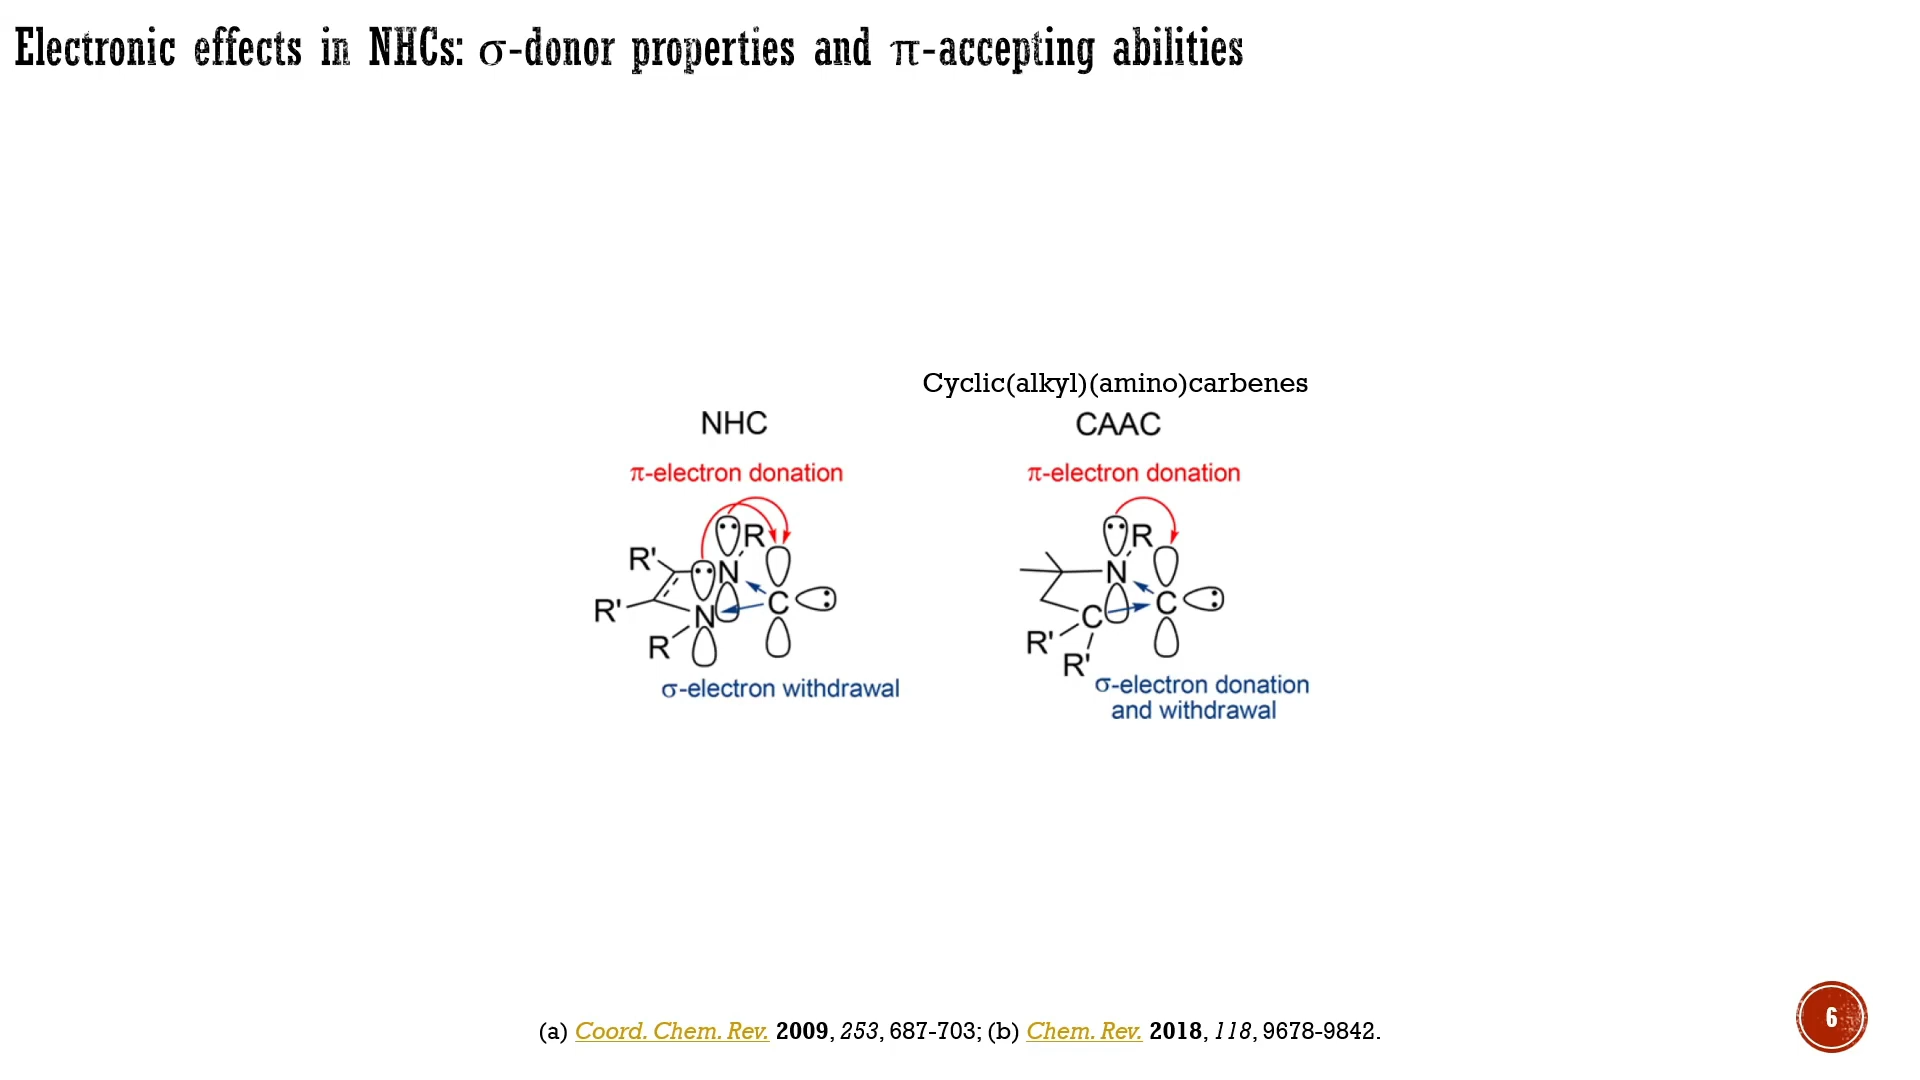 Electronic effects in NHCs: σ-donor properties and π-accepting abilities
Cyclic(alkyl)(amino)carbenes
NHC
CAAC
π-electron donation
π-electron donation
R
R'
N
C
R'
N
R
σ-electron withdrawal
R
N
C
C
R'
R'
σ-electron donation
and withdrawal
(a) Coord. Chem. Rev. 2009, 253, 687-703; (b) Chem. Rev. 2018, 118, 9678-9842.
6